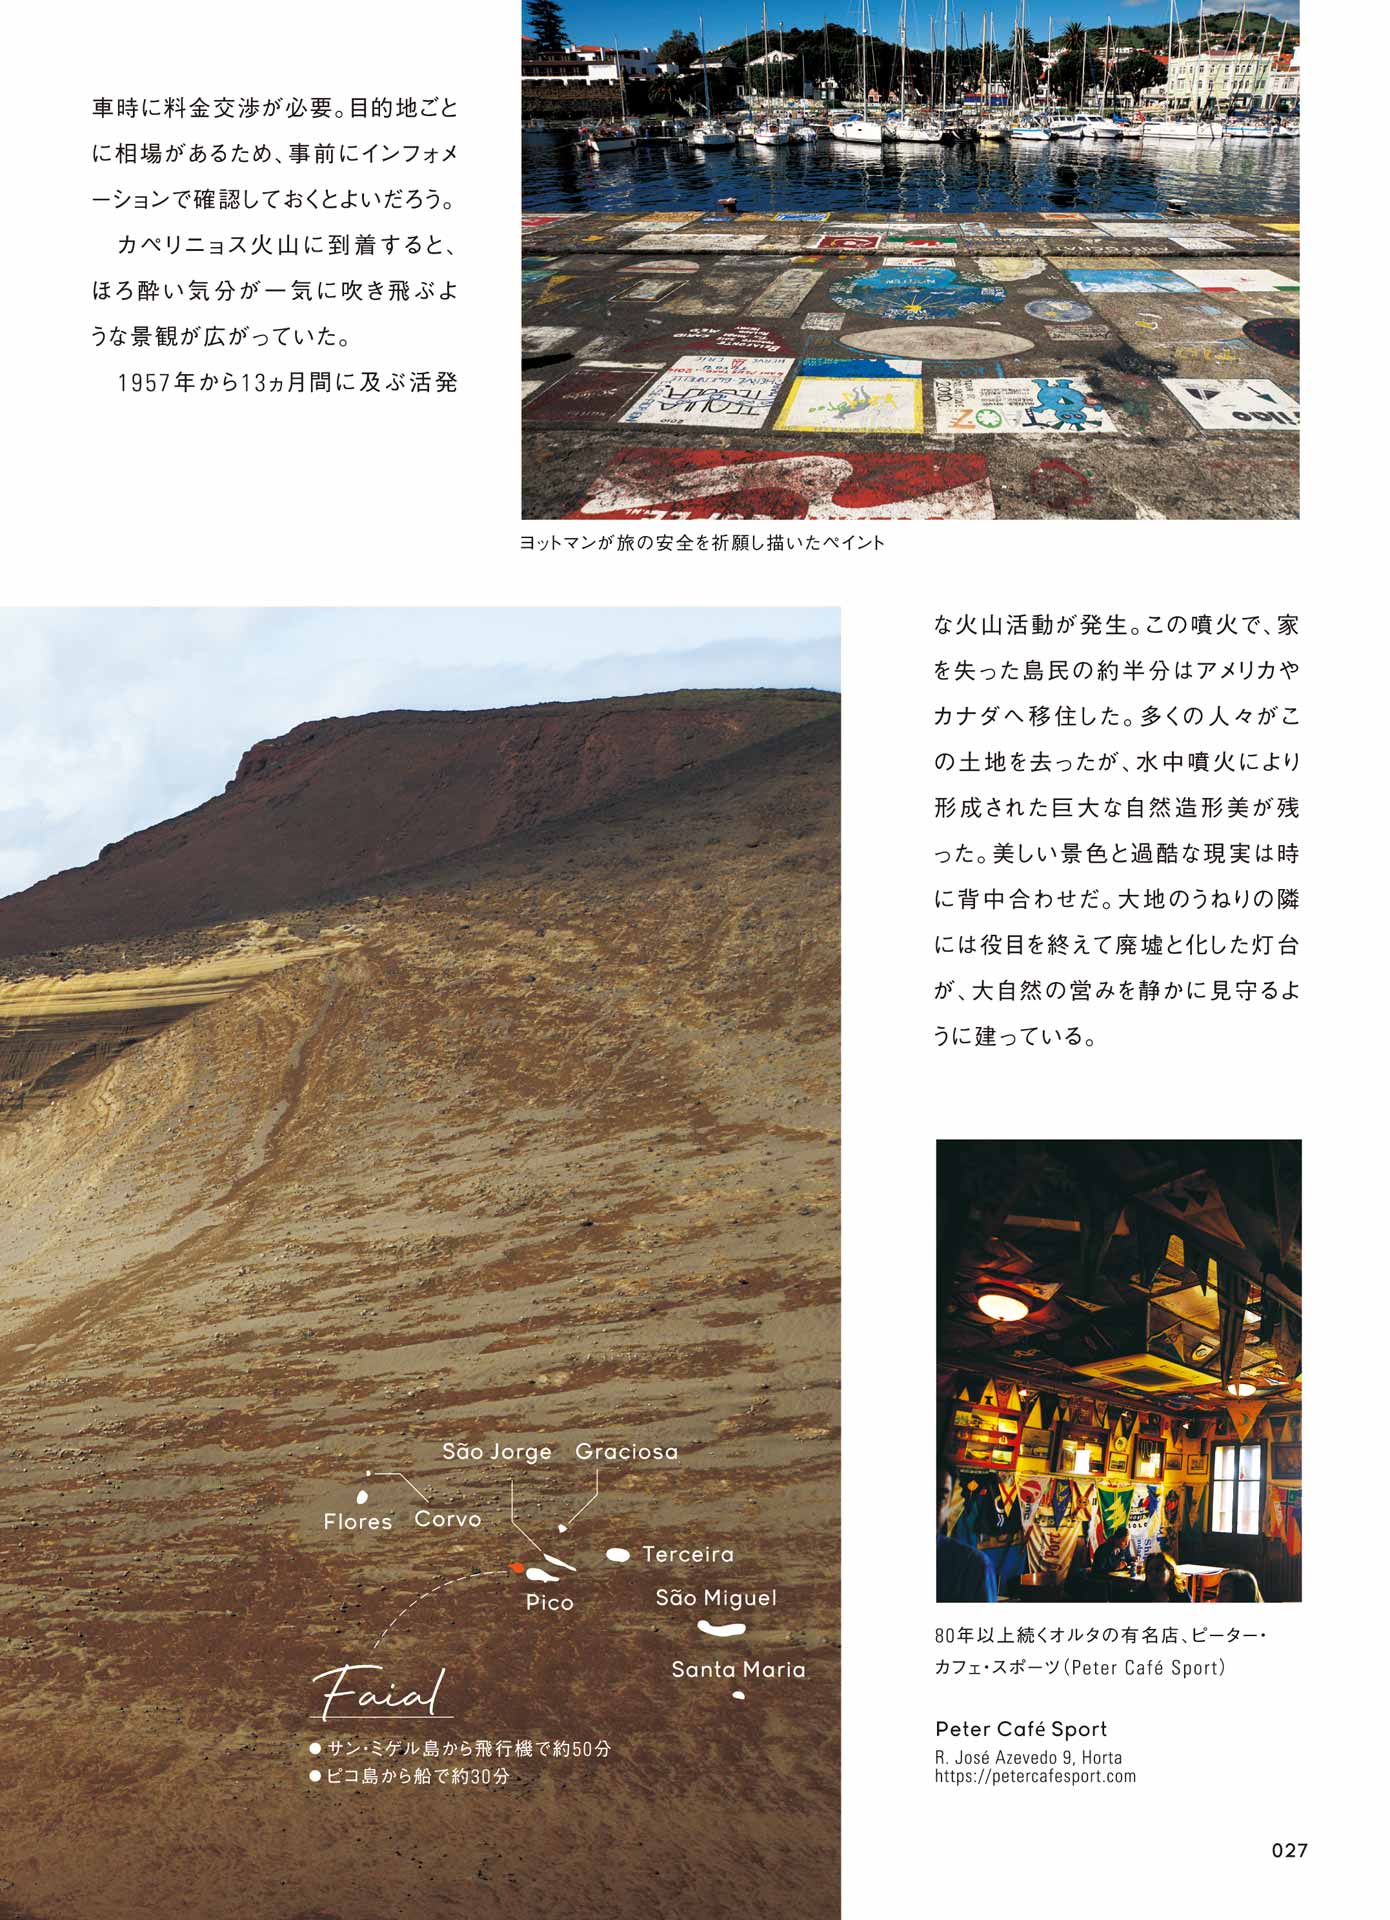 車時に料金交渉が必要。目的地ごと
に相場があるため、事前にインフォメ
ーションで確認しておくとよいだろう。
カペリニョス火山に到着すると、
ほろ酔い気分が一気に吹き飛ぶよ
うな景観が広がっていた。
1957年から13ヵ月間に及ぶ活発
ヨットマンが旅の安全を祈願し描いたペイント
な火山活動が発生。この噴火で、家
を失った島民の約半分はアメリカや
カナダへ移住した。多くの人々がこ
の土地を去ったが、水中噴火により
形成された巨大な自然造形美が残
った。美しい景色と過酷な現実は時
に背中合わせだ。大地のうねりの隣
には役目を終えて廃墟と化した灯台
が、大自然の営みを静かに見守るよ
うに建っている。
São Jorge
Graciosa
Flores
Corvo
Terceira
Pico
São Miguel
Santa Maria
Faial
●サン・ミゲル島から飛行機で約50分
●ピコ島から船で約30分
80年以上続くオルタの有名店、ピーター・
カフェ・スポーツ（Peter Café Sport）
Peter Café Sport
R. José Azevedo 9, Horta
https://petercafesport.com
027